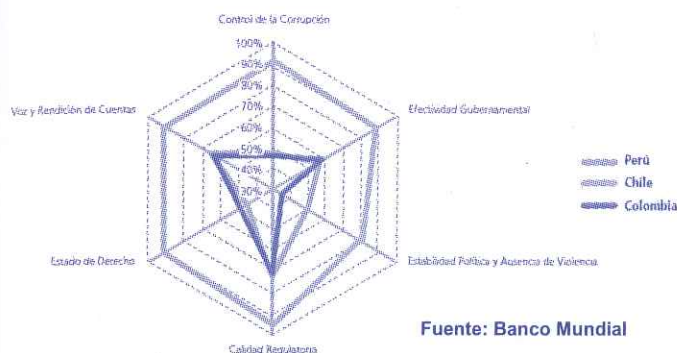 Control de la Corrupción
100%
90%
80%
70%
60%
50%
40%
30%
Voz y Rendición de Cuentas
Efectividad Gubernamental
Perú
Chile
Colombia
Estado de Derecho
Estabilidad Política y Ausencia de Violencia
Fuente: Banco Mundial
Calidad Regulatoria